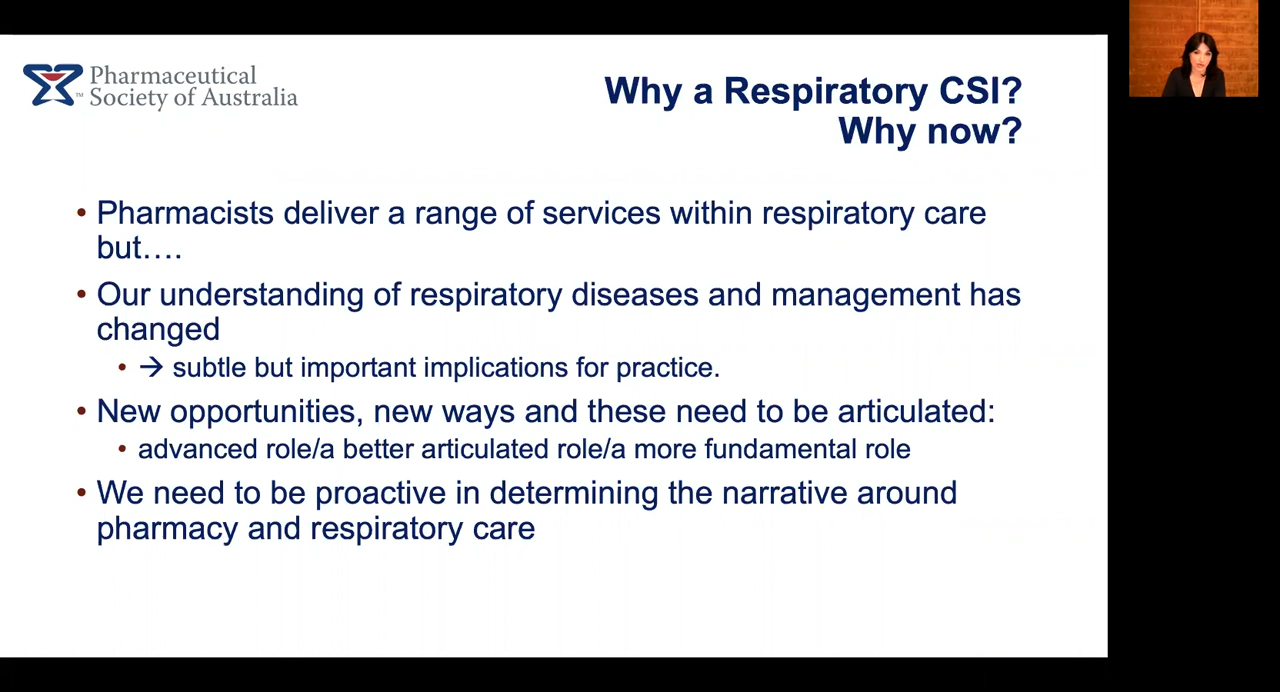 Pharmaceutical
Society of Australia
Why a Respiratory CSI?
Why now?
• Pharmacists deliver a range of services within respiratory care
but….
• Our understanding of respiratory diseases and management has
changed
• → subtle but important implications for practice.
• New opportunities, new ways and these need to be articulated:
• advanced role/a better articulated role/a more fundamental role
• We need to be proactive in determining the narrative around
pharmacy and respiratory care